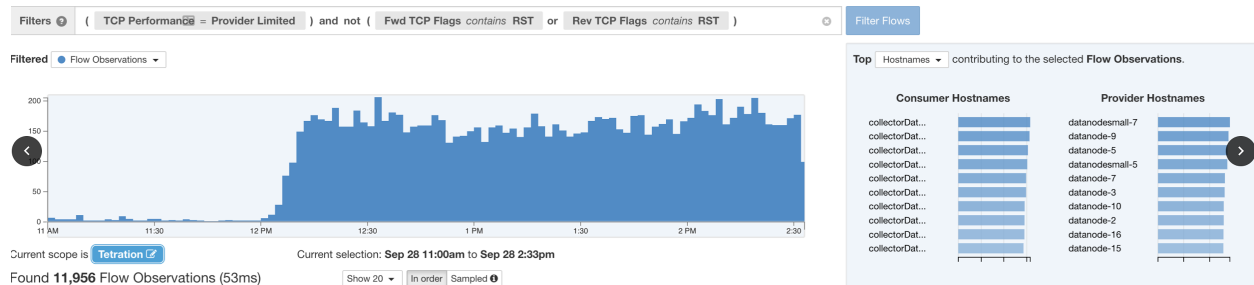 Filters ( TCP Performance = Provider Limited ) and not ( Fwd TCP Flags contains RST or Rev TCP Flags contains RST ) Filter Flows
Filtered Flow Observations
200
150
100
50
0
11 AM 11:30 12 PM 12:30 1 PM 1:30 2 PM 2:30
Current scope is Tetration Current selection: Sep 28 11:00am to Sep 28 2:33pm
Found 11,956 Flow Observations (53ms) Show 20 In order Sampled
Top Hostnames contributing to the selected Flow Observations.
Consumer Hostnames
collectorDat...
collectorDat...
collectorDat...
collectorDat...
collectorDat...
collectorDat...
collectorDat...
collectorDat...
collectorDat...
collectorDat...
Provider Hostnames
datanodesmall-7
datanode-9
datanode-5
datanodesmall-5
datanode-7
datanode-3
datanode-10
datanode-2
datanode-16
datanode-15